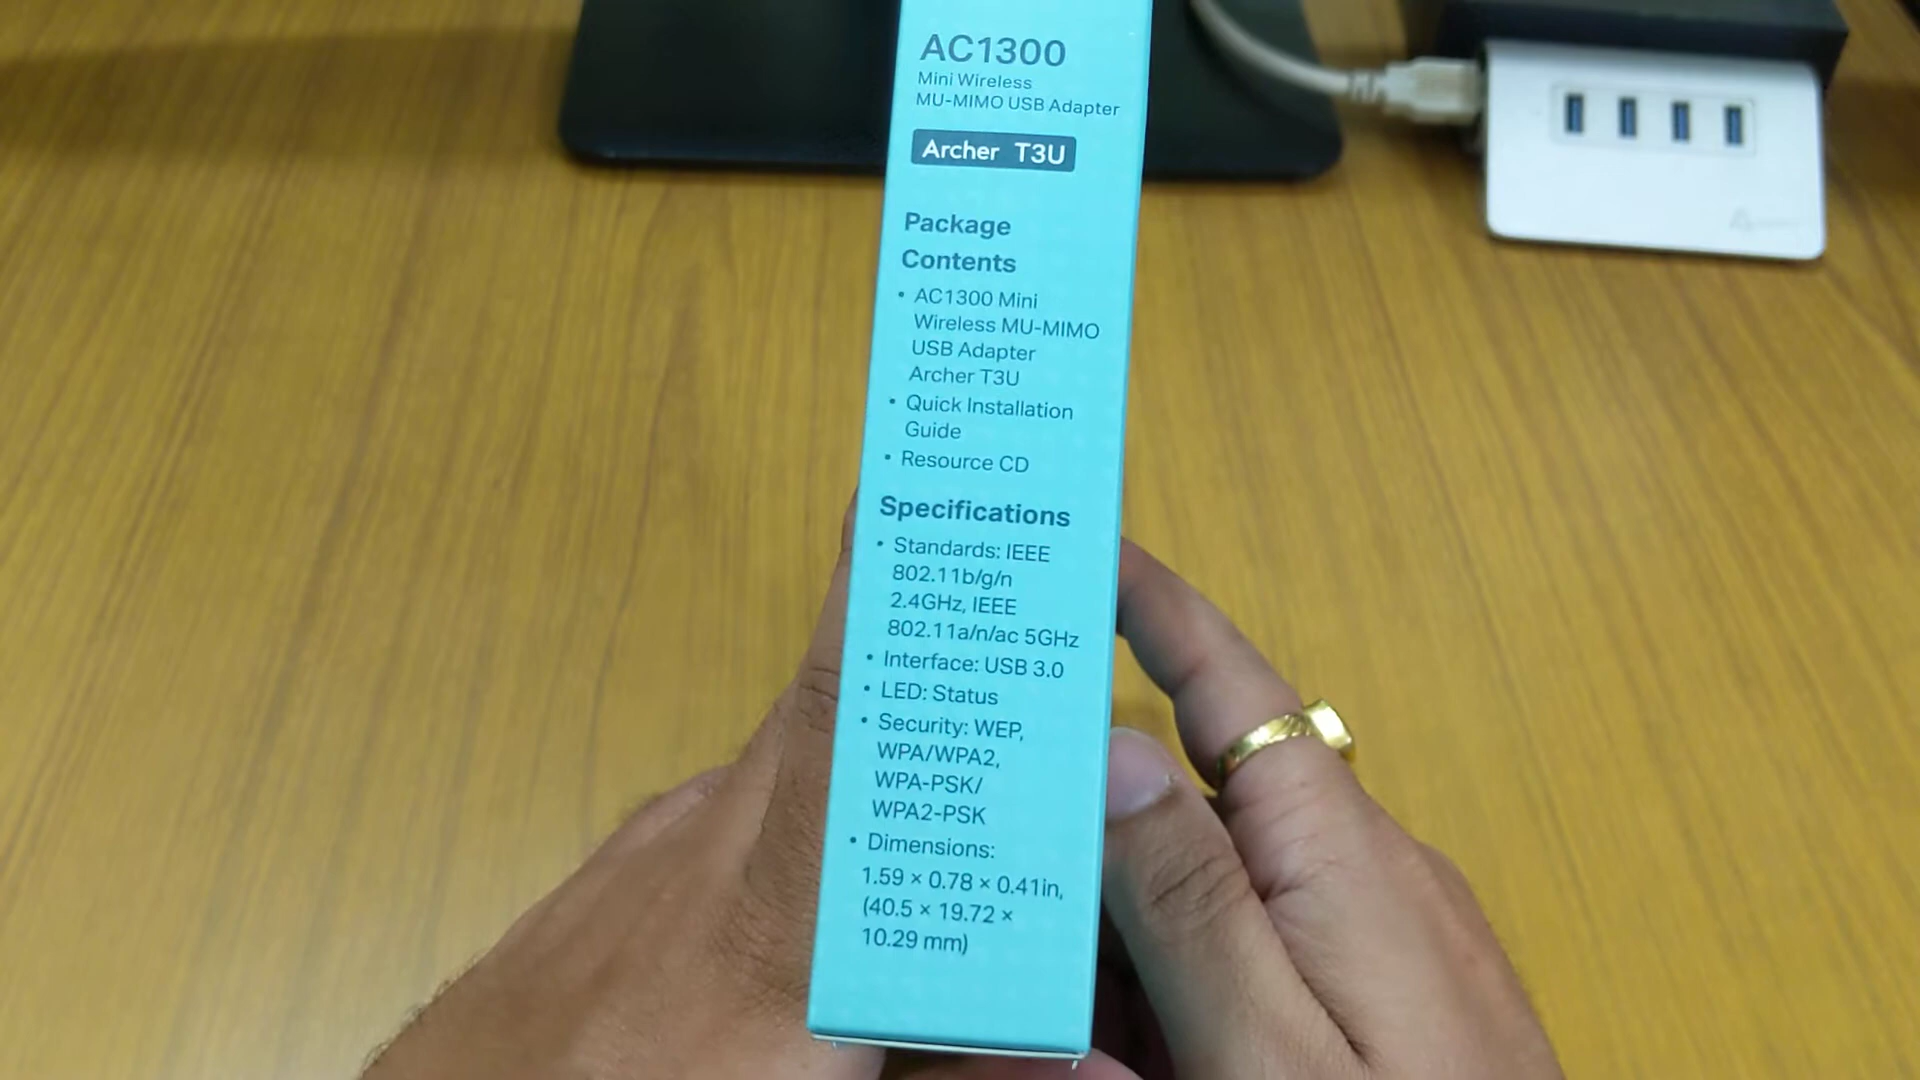 AC1300
Mini Wireless
MU-MIMO USB Adapter
Archer T3U
Package
Contents
• AC1300 Mini
Wireless MU-MIMO
USB Adapter
Archer T3U
• Quick Installation
Guide
• Resource CD
Specifications
• Standards: IEEE
802.11b/g/n
2.4GHz, IEEE
802.11a/n/ac 5GHz
• Interface: USB 3.0
• LED: Status
• Security: WEP,
WPA/WPA2,
WPA-PSK/
WPA2-PSK
• Dimensions:
1.59 × 0.78 × 0.41in,
(40.5 × 19.72 ×
10.29 mm)